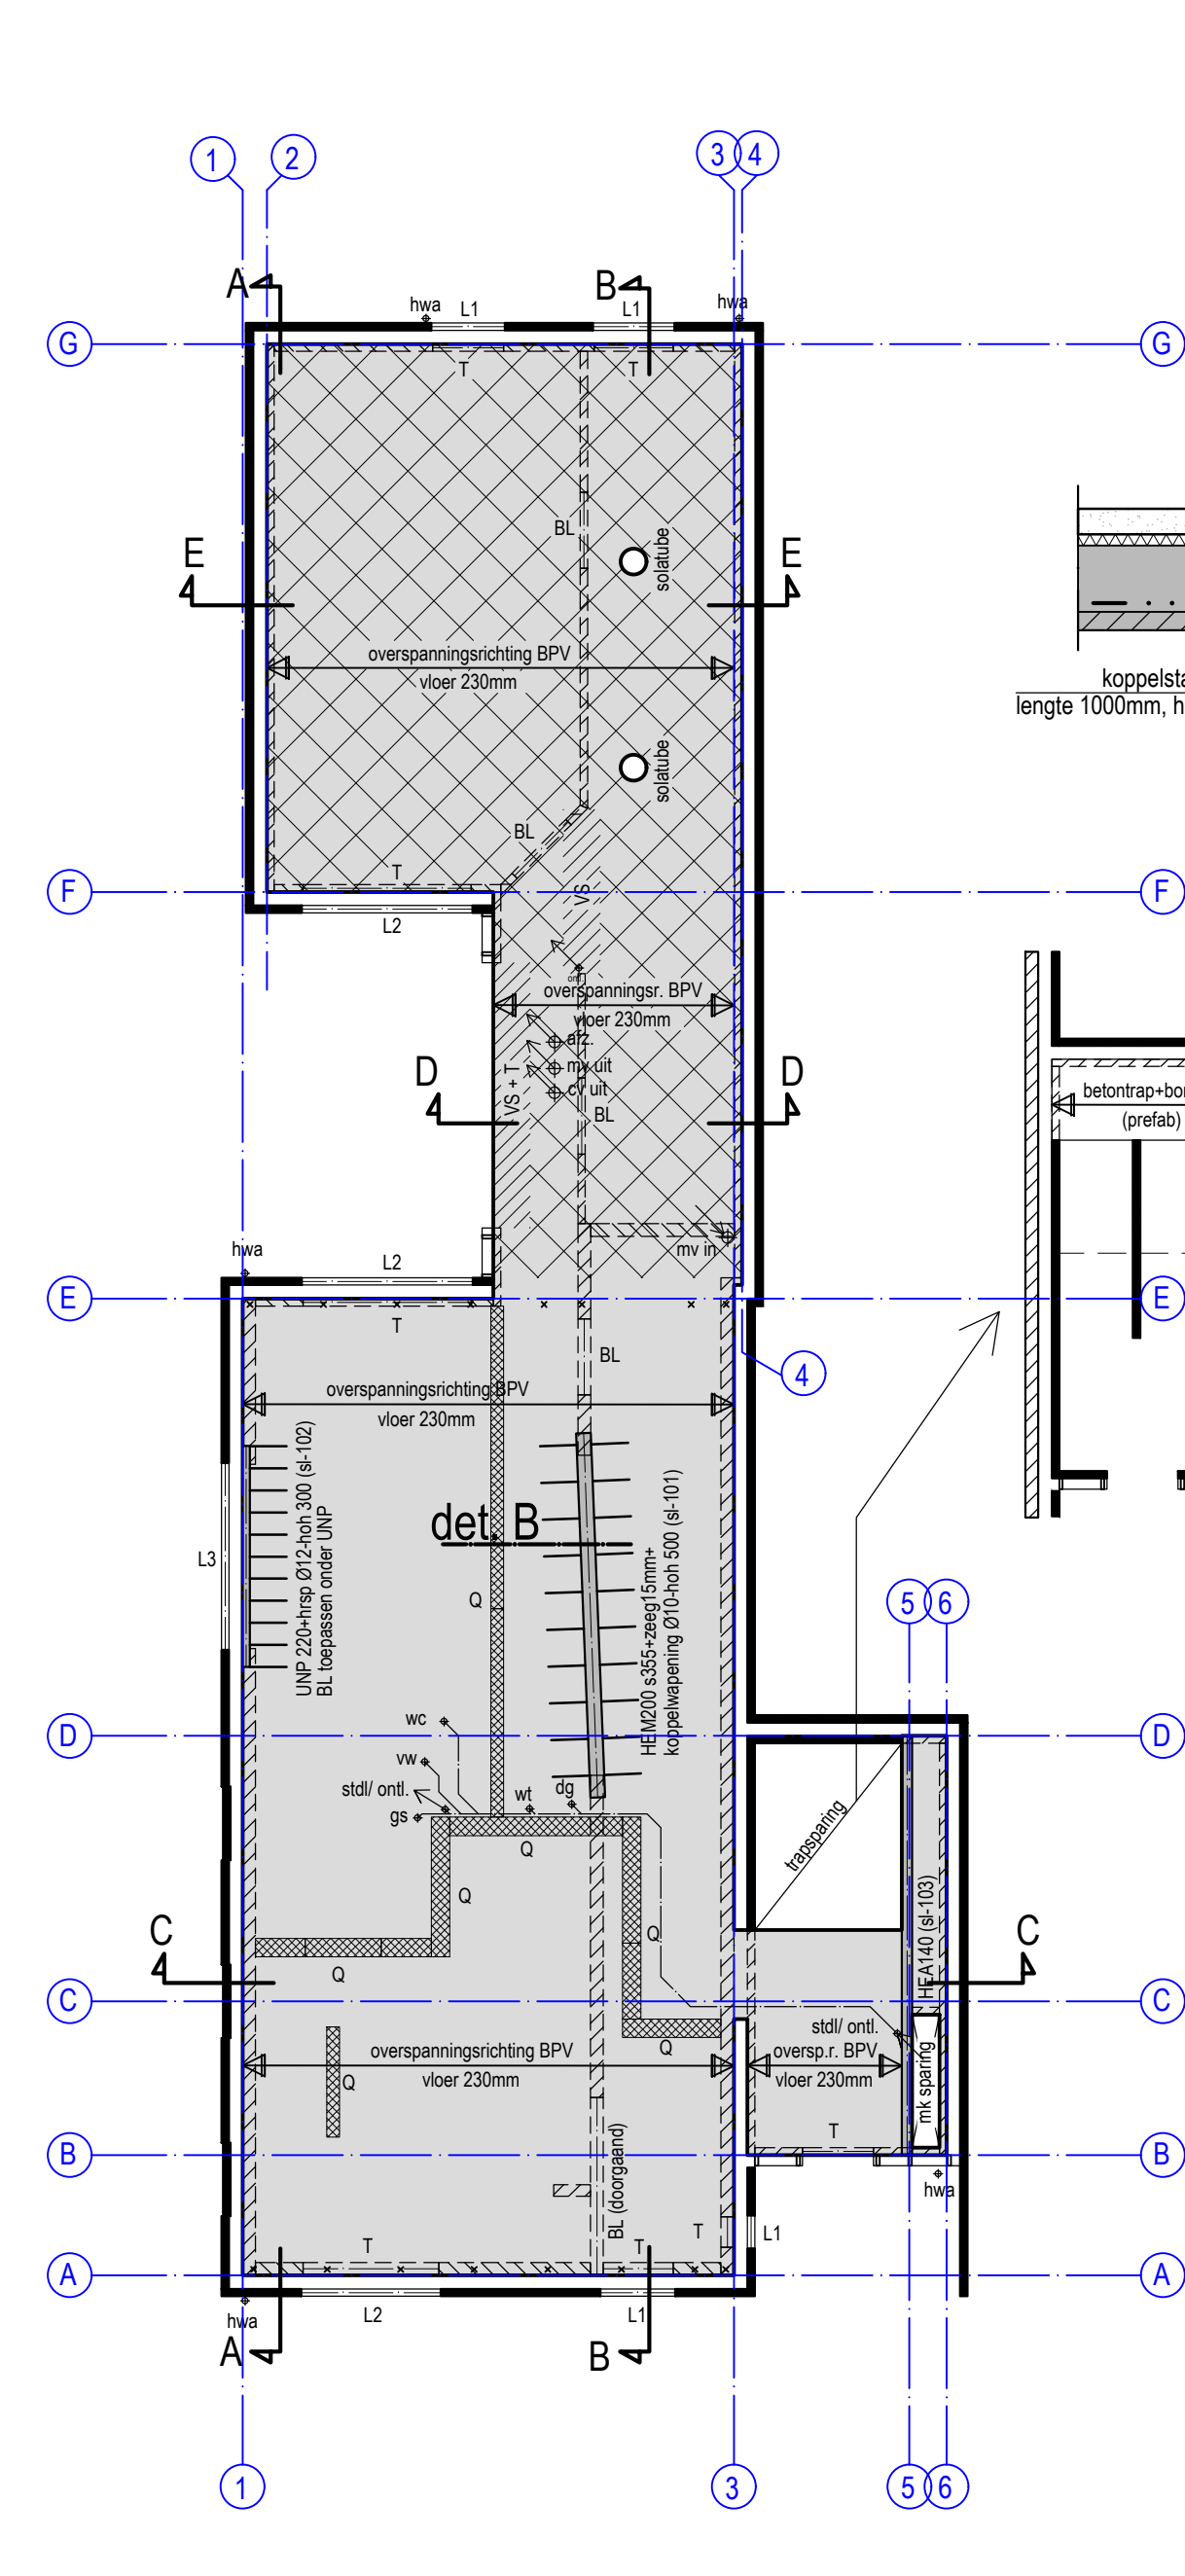 1
2
3
4
A
B
hwa
L1
L1
hwa
G
G
T
T
BL
solatube
E
E
overspanningsrichting BPV
vloer 230mm
koppelsta
lengte 1000mm, h
solatube
BL
T
F
F
VS
L2
ontl.
overspanningsr. BPV
vloer 230mm
afz.
mv uit
cv uit
VS + T
BL
D
D
betontrap+bor
(prefab)
mv in
hwa
L2
E
E
T
BL
4
overspanningsrichting BPV
vloer 230mm
UNP 220+hrsp Ø12-hoh 300 (sl-102)
BL toepassen onder UNP
det. B
HEM200 s355+zeeg15mm+
koppelwapening Ø10-hoh 500 (sl-101)
L3
Q
5
6
wc
D
D
vw
stdl/ ontl.
gs
wt
dg
trapsparing
Q
Q
Q
Q
HEA140 (sl-103)
C
C
C
C
stdl/ ontl.
Q
overspanningsrichting BPV
vloer 230mm
oversp.r. BPV
vloer 230mm
mk sparing
Q
T
B
B
hwa
BL (doorgaand)
T
T
T
L1
A
A
hwa
L2
L1
A
B
1
3
5
6